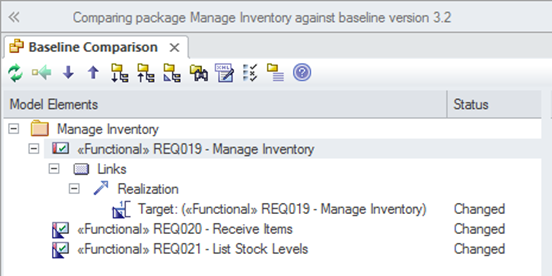 Comparing package Manage Inventory against baseline version 3.2
Baseline Comparison
Model Elements Status
Manage Inventory
«Functional» REQ019 - Manage Inventory
Links
Realization
Target: («Functional» REQ019 - Manage Inventory) Changed
«Functional» REQ020 - Receive Items Changed
«Functional» REQ021 - List Stock Levels Changed